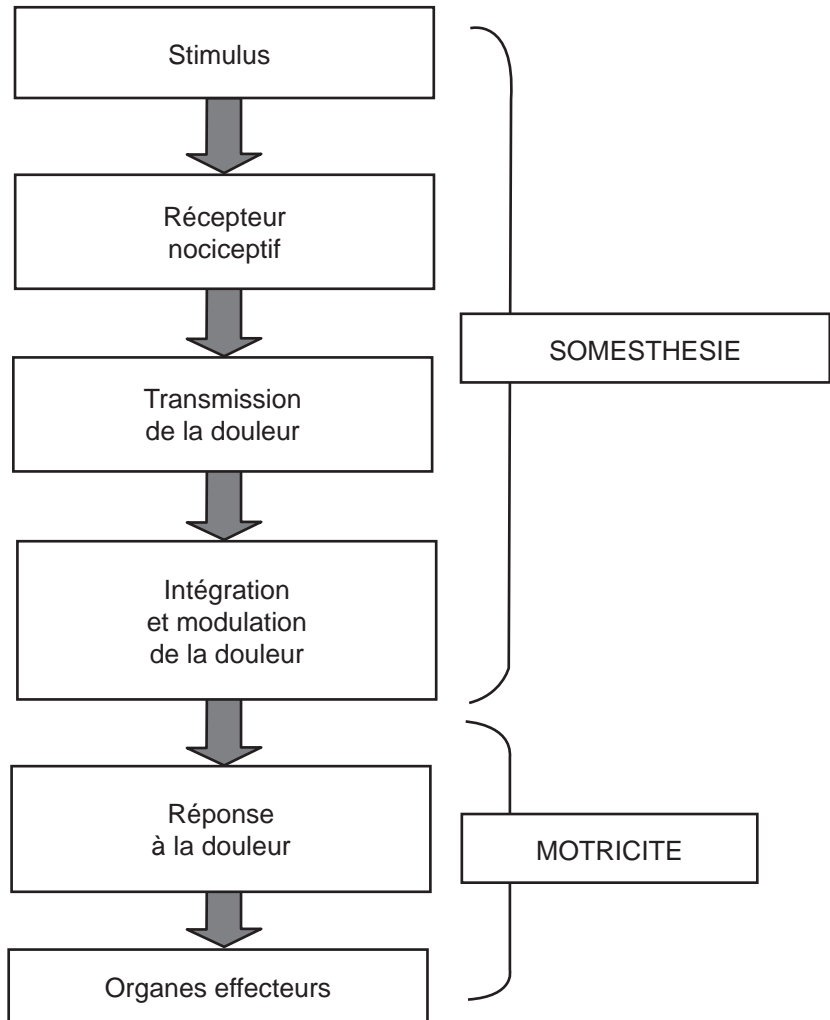 Stimulus
Récepteur
nociceptif
SOMESTHESIE
Transmission
de la douleur
Intégration
et modulation
de la douleur
Réponse
à la douleur
MOTRICITE
Organes effecteurs